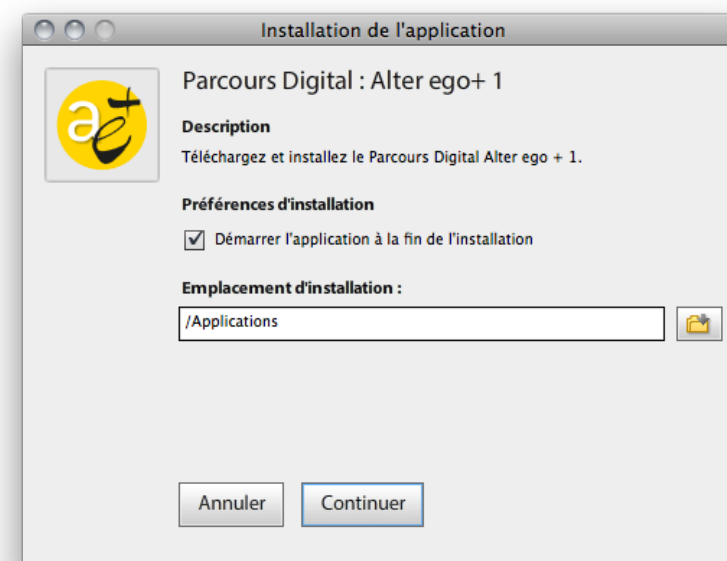 Installation de l'application
ae+
Parcours Digital : Alter ego+ 1
Description
Téléchargez et installez le Parcours Digital Alter ego + 1.
Préférences d'installation
Démarrer l'application à la fin de l'installation
Emplacement d'installation :
/Applications
Annuler
Continuer